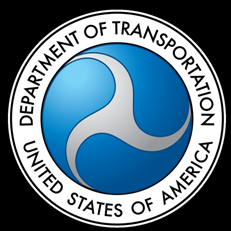 DEPARTMENT OF TRANSPORTATION
UNITED STATES OF AMERICA